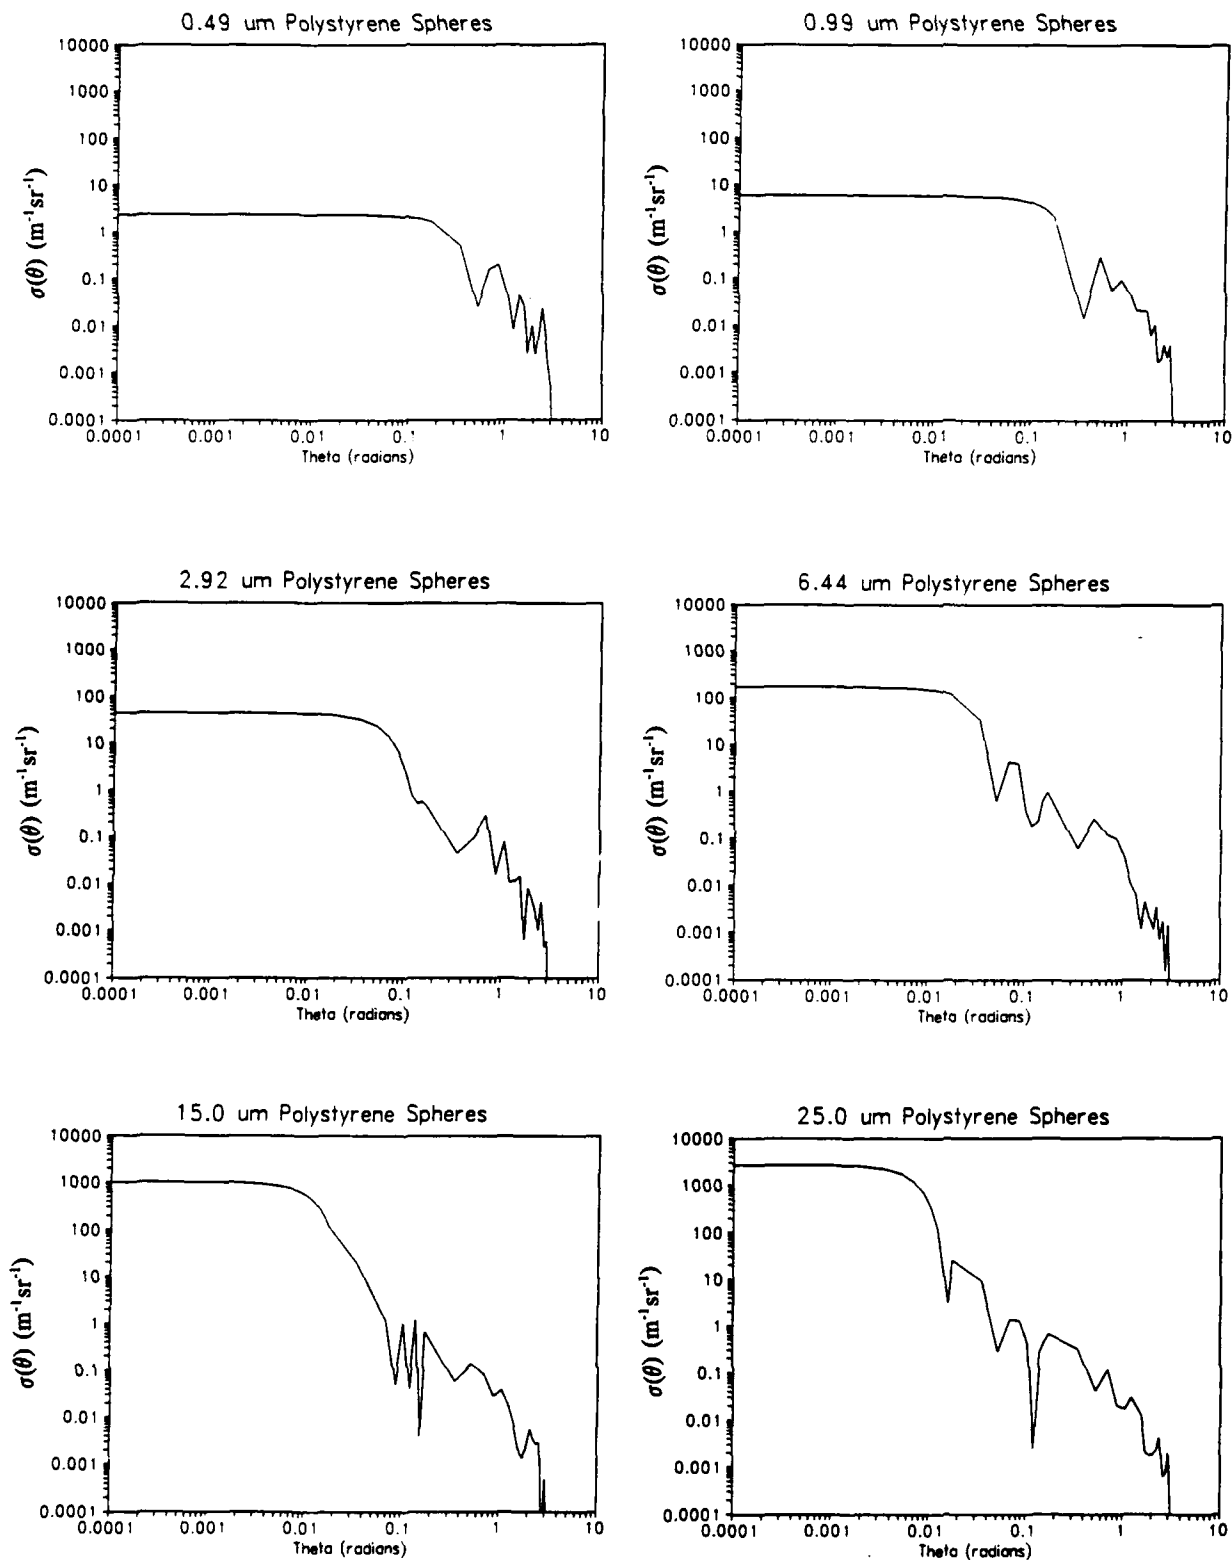 0.49 um Polystyrene Spheres
10000
1000
100
10
1
0.1
0.01
0.001
0.0001
σ(θ) (m⁻¹sr⁻¹)
0.0001 0.001 0.01 0.1 1 10
Theta (radians)
0.99 um Polystyrene Spheres
10000
1000
100
10
1
0.1
0.01
0.001
0.0001
σ(θ) (m⁻¹sr⁻¹)
0.0001 0.001 0.01 0.1 1 10
Theta (radians)
2.92 um Polystyrene Spheres
10000
1000
100
10
1
0.1
0.01
0.001
0.0001
σ(θ) (m⁻¹sr⁻¹)
0.0001 0.001 0.01 0.1 1 10
Theta (radians)
6.44 um Polystyrene Spheres
10000
1000
100
10
1
0.1
0.01
0.001
0.0001
σ(θ) (m⁻¹sr⁻¹)
0.0001 0.001 0.01 0.1 1 10
Theta (radians)
15.0 um Polystyrene Spheres
10000
1000
100
10
1
0.1
0.01
0.001
0.0001
σ(θ) (m⁻¹sr⁻¹)
0.0001 0.001 0.01 0.1 1 10
Theta (radians)
25.0 um Polystyrene Spheres
10000
1000
100
10
1
0.1
0.01
0.001
0.0001
σ(θ) (m⁻¹sr⁻¹)
0.0001 0.001 0.01 0.1 1 10
Theta (radians)